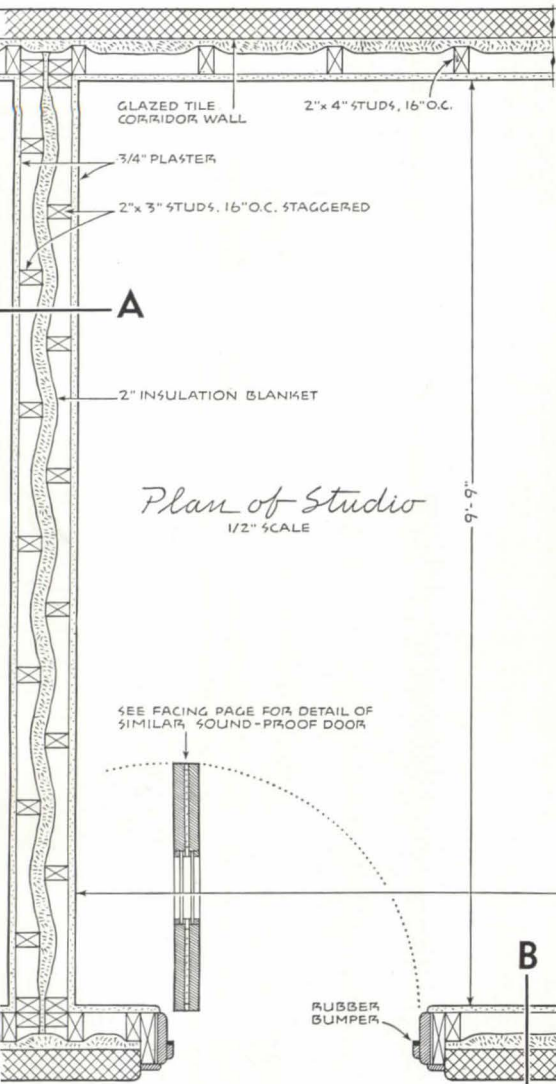 GLAZED TILE
CORRIDOR WALL
2"x 4" STUDS, 16" O.C.
3/4" PLASTER
2"x 3" STUDS, 16" O.C. STAGGERED
A
2" INSULATION BLANKET
Plan of Studio
1/2" SCALE
9'-9"
SEE FACING PAGE FOR DETAIL OF
SIMILAR SOUND-PROOF DOOR
B
RUBBER
BUMPER